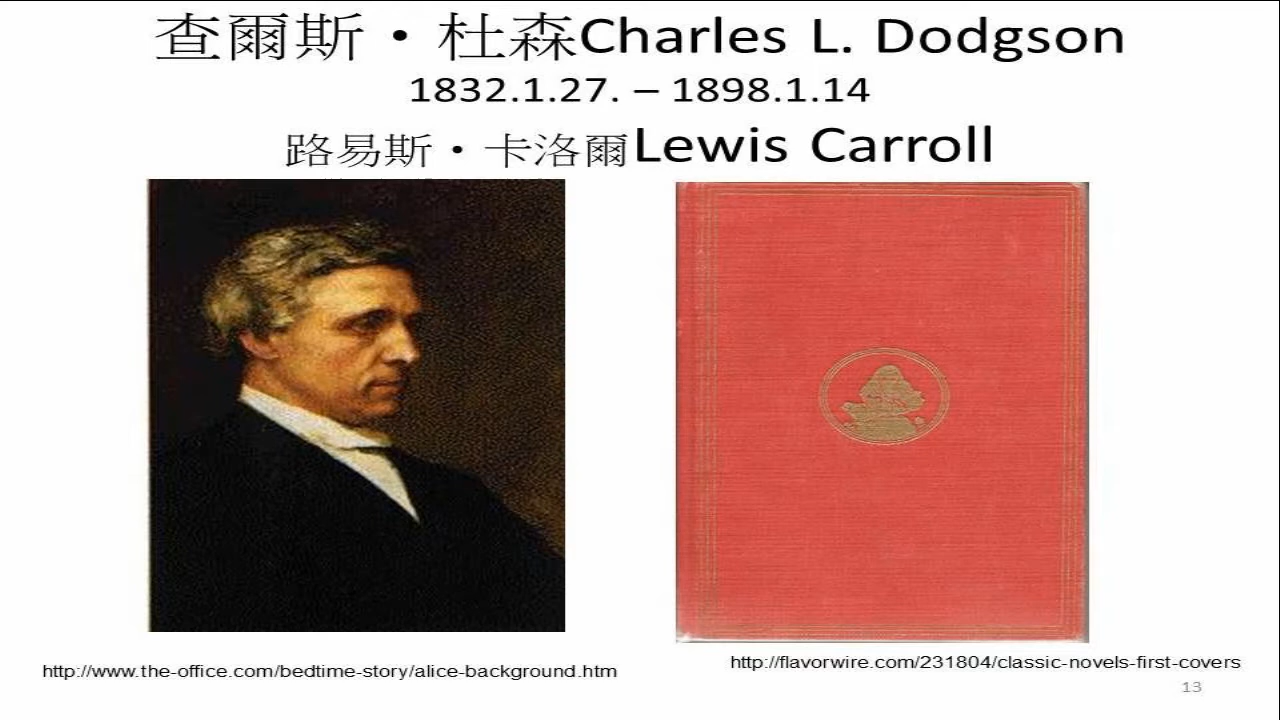 查爾斯・杜森Charles L. Dodgson
1832.1.27. – 1898.1.14
路易斯・卡洛爾Lewis Carroll
http://www.the-office.com/bedtime-story/alice-background.htm
http://flavorwire.com/231804/classic-novels-first-covers
13